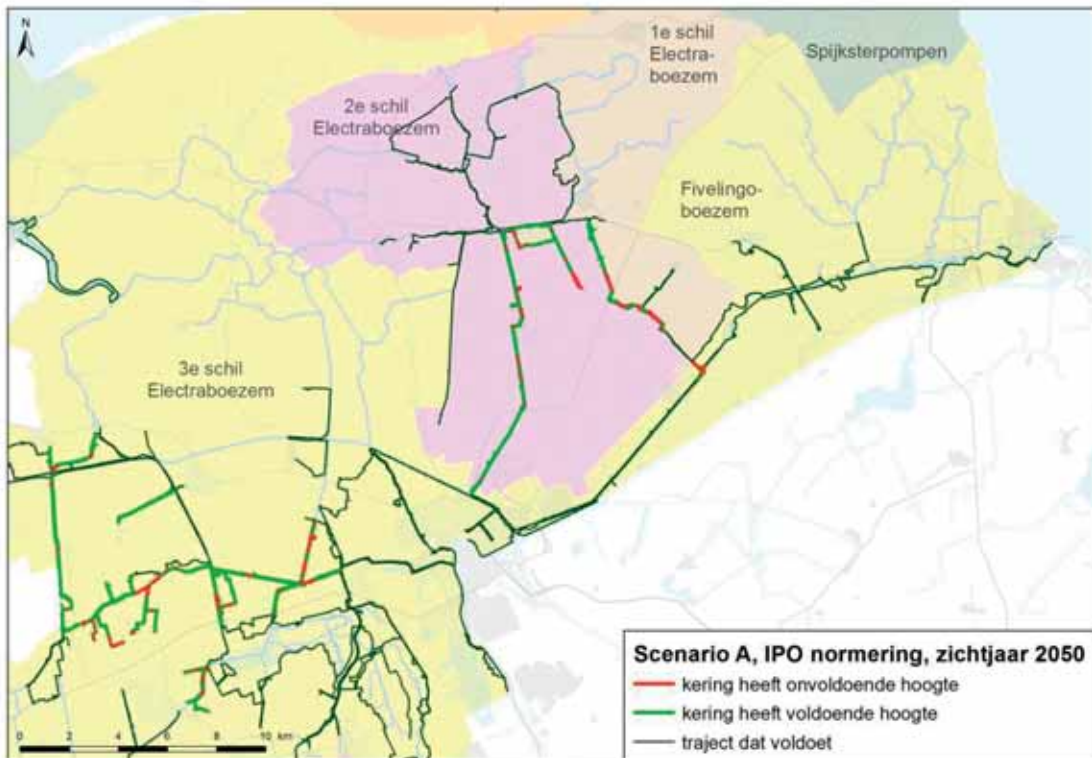 N
1e schil
Electra-
boezem
Spijksterpompen
2e schil
Electraboezem
Fivelingo-
boezem
3e schil
Electraboezem
Scenario A, IPO normering, zichtjaar 2050
kering heeft onvoldoende hoogte
kering heeft voldoende hoogte
traject dat voldoet
0 2 4 6 8 10 km